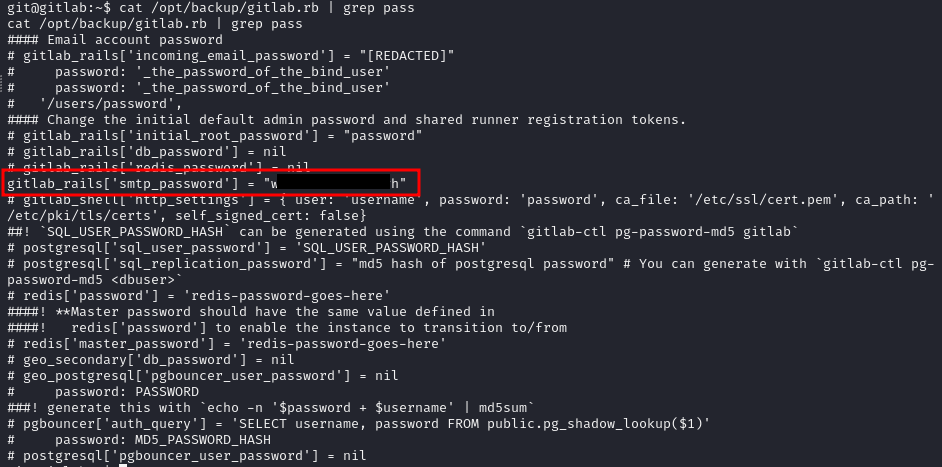 git@gitlab:~$ cat /opt/backup/gitlab.rb | grep pass
cat /opt/backup/gitlab.rb | grep pass
#### Email account password
# gitlab_rails['incoming_email_password'] = "[REDACTED]"
#     password: '_the_password_of_the_bind_user'
#     password: '_the_password_of_the_bind_user'
#   '/users/password',
#### Change the initial default admin password and shared runner registration tokens.
# gitlab_rails['initial_root_password'] = "password"
# gitlab_rails['db_password'] = nil
# gitlab_rails['redis_password'] = nil
gitlab_rails['smtp_password'] = "w h"
# gitlab_shell['http_settings'] = { user: 'username', password: 'password', ca_file: '/etc/ssl/cert.pem', ca_path: '
/etc/pki/tls/certs', self_signed_cert: false}
##! `SQL_USER_PASSWORD_HASH` can be generated using the command `gitlab-ctl pg-password-md5 gitlab`
# postgresql['sql_user_password'] = 'SQL_USER_PASSWORD_HASH'
# postgresql['sql_replication_password'] = "md5 hash of postgresql password" # You can generate with `gitlab-ctl pg-
password-md5 <dbuser>`
# redis['password'] = 'redis-password-goes-here'
####! **Master password should have the same value defined in
####!   redis['password'] to enable the instance to transition to/from
# redis['master_password'] = 'redis-password-goes-here'
# geo_secondary['db_password'] = nil
# geo_postgresql['pgbouncer_user_password'] = nil
#     password: PASSWORD
###! generate this with `echo -n '$password + $username' | md5sum`
# pgbouncer['auth_query'] = 'SELECT username, password FROM public.pg_shadow_lookup($1)'
#     password: MD5_PASSWORD_HASH
# postgresql['pgbouncer_user_password'] = nil